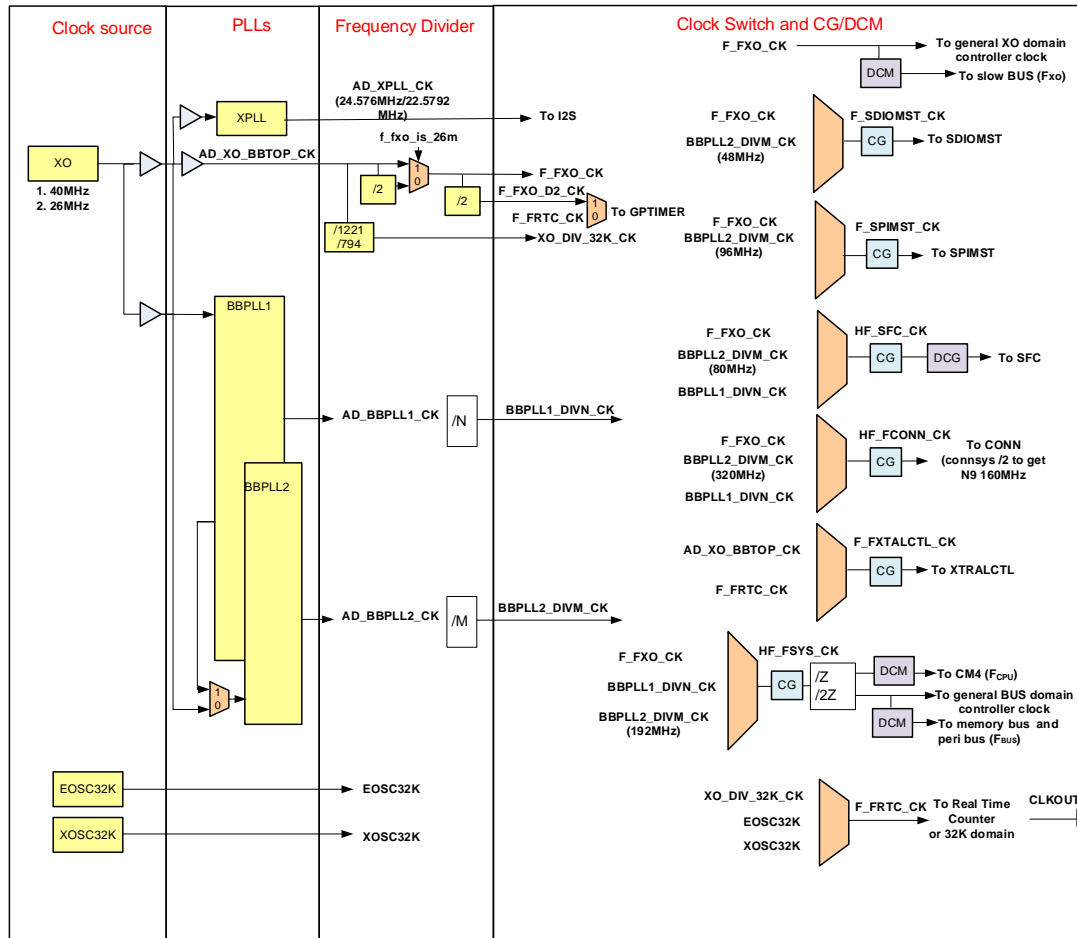 Clock source
PLLs
Frequency Divider
Clock Switch and CG/DCM
XO
1. 40MHz
2. 26MHz
XPLL
AD_XPLL_CK
(24.576MHz/22.5792
MHz)
To I2S
f_fxo_is_26m
AD_XO_BBTOP_CK
/2
1
0
F_FXO_CK
/2
F_FXO_D2_CK
1
0
To GPTIMER
F_FRTC_CK
/1221
/794
XO_DIV_32K_CK
BBPLL1
AD_BBPLL1_CK
/N
BBPLL1_DIVN_CK
BBPLL2
AD_BBPLL2_CK
/M
BBPLL2_DIVM_CK
1
0
EOSC32K
EOSC32K
XOSC32K
XOSC32K
F_FXO_CK
To general XO domain
controller clock
DCM
To slow BUS (Fxo)
F_FXO_CK
BBPLL2_DIVM_CK
(48MHz)
F_SDIOMST_CK
CG
To SDIOMST
F_FXO_CK
BBPLL2_DIVM_CK
(96MHz)
F_SPIMST_CK
CG
To SPIMST
F_FXO_CK
BBPLL2_DIVM_CK
(80MHz)
BBPLL1_DIVN_CK
HF_SFC_CK
CG
DCG
To SFC
F_FXO_CK
BBPLL2_DIVM_CK
(320MHz)
BBPLL1_DIVN_CK
HF_FCONN_CK
CG
To CONN
(connsys /2 to get
N9 160MHz
AD_XO_BBTOP_CK
F_FRTC_CK
F_FXTALCTL_CK
CG
To XTRALCTL
F_FXO_CK
BBPLL1_DIVN_CK
BBPLL2_DIVM_CK
(192MHz)
HF_FSYS_CK
CG
/Z
/2Z
DCM
To CM4 (FCPU)
To general BUS domain
controller clock
DCM
To memory bus and
peri bus (FBUS)
XO_DIV_32K_CK
EOSC32K
XOSC32K
F_FRTC_CK
To Real Time
Counter
or 32K domain
CLKOUT